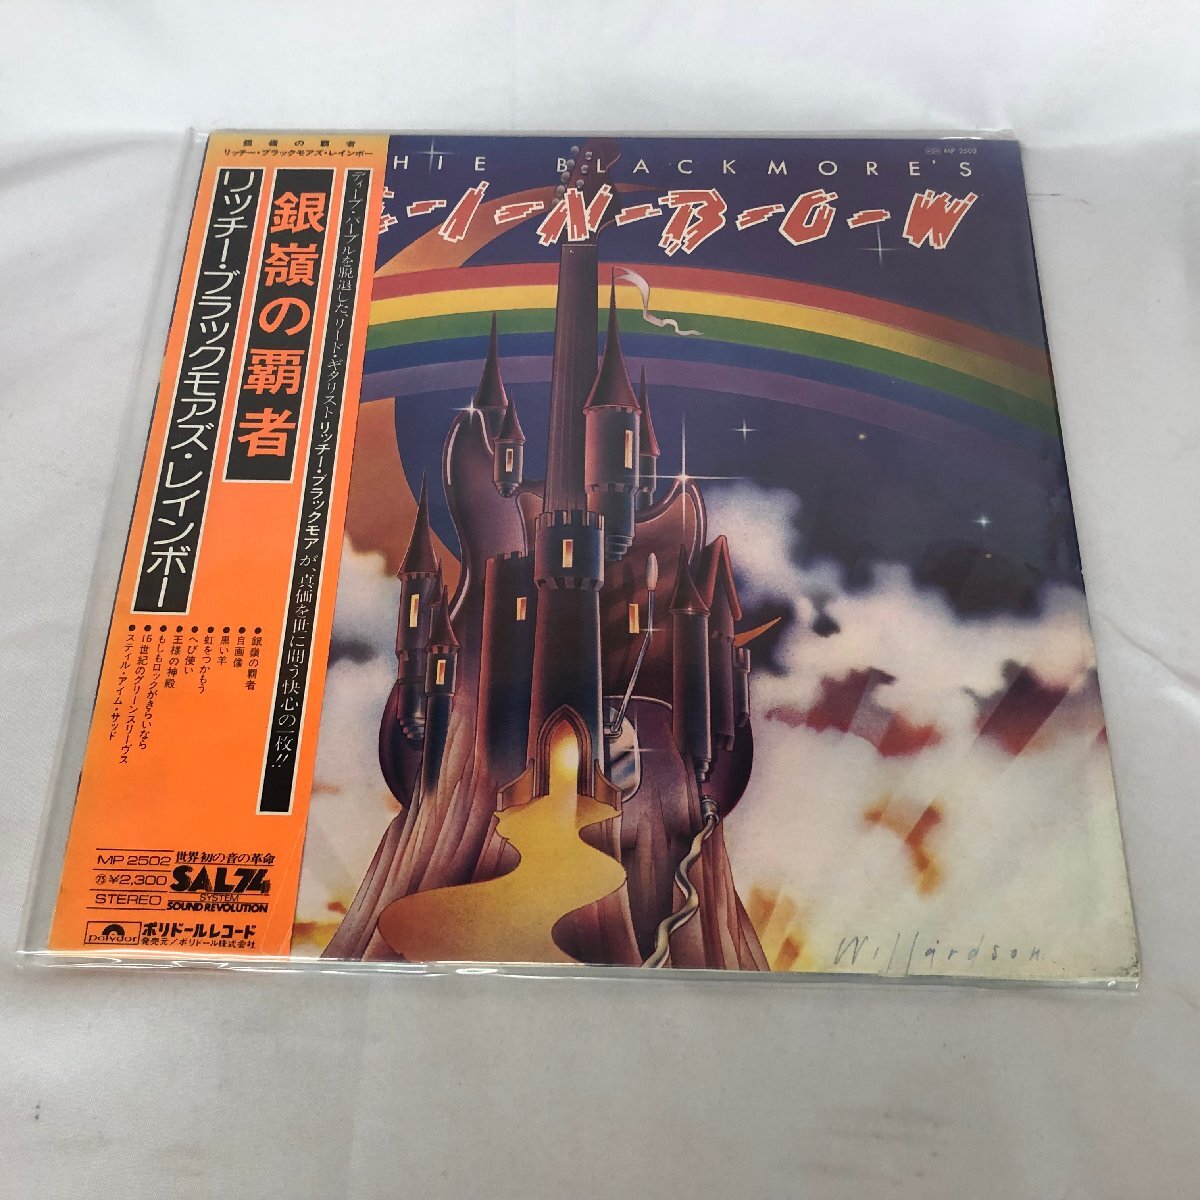 銀嶺の覇者
リッチー・ブラックモアズ・レインボー
銀嶺の覇者
リッチー・ブラックモアズ・レインボー
ディープ・パープルを脱退した、リード・ギタリストリッチー・ブラックモアが、真価を世に問う快心の一枚!!
●銀嶺の覇者
●自画像
●黒い羊
●虹をつかもう
●へび使い
●王様の神殿
●もしもロックがきらいなら
●16世紀のグリーンスリーヴス
●スティル・アイム・サッド
MP 2502
世界初の音の革命
75 ¥2,300
SAL74
SYSTEM
STEREO
SOUND REVOLUTION
polydor
ポリドールレコード
発売元/ポリドール株式会社
HIE BLACKMORE'S
MP 2502
I-N-B-O-W
Willardson